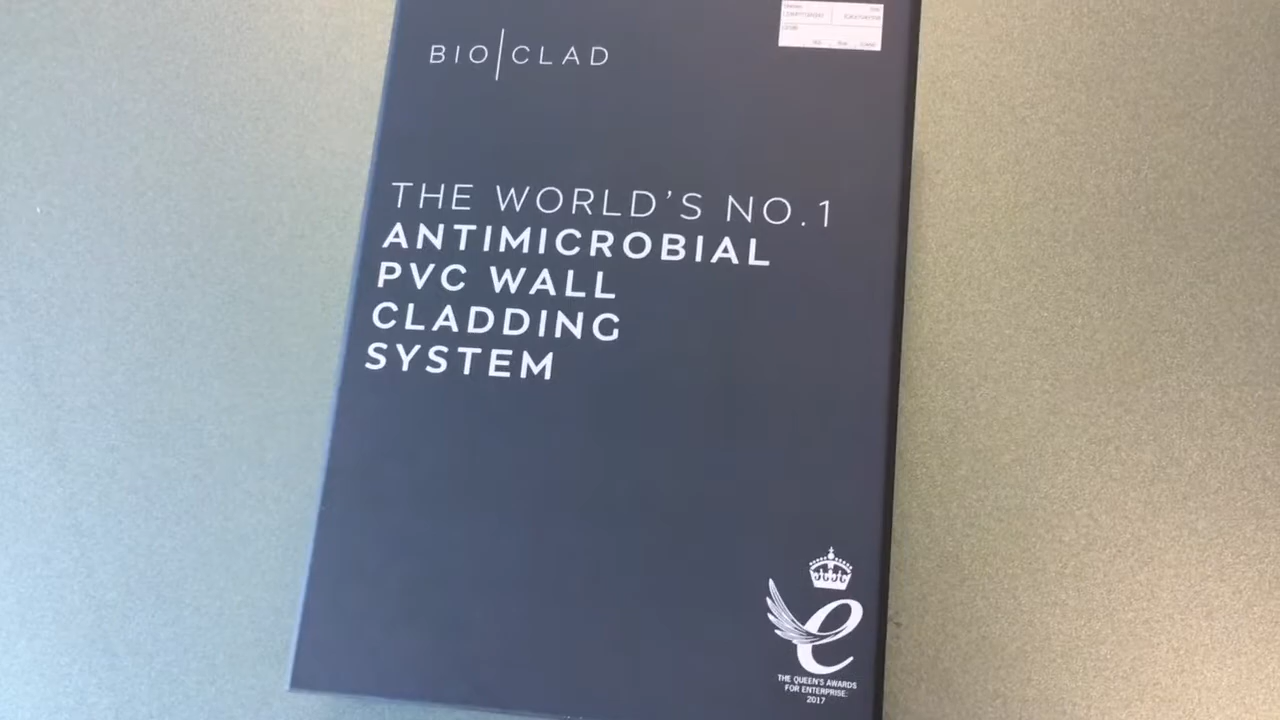 BIO|CLAD
THE WORLD'S NO.1
ANTIMICROBIAL
PVC WALL
CLADDING
SYSTEM
THE QUEEN'S AWARDS
FOR ENTERPRISE:
2017